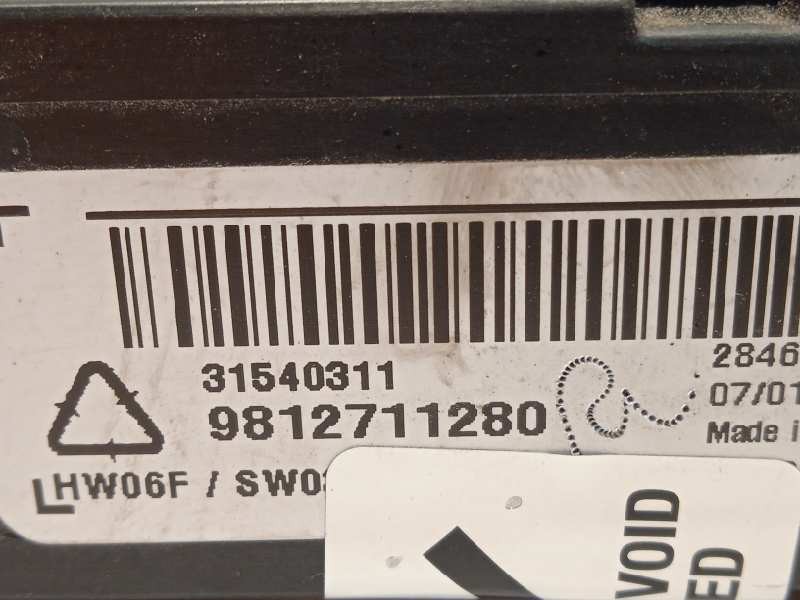 31540311
9812711280
HW06F / SW0
2846
07/01
Made i
VOID
ED